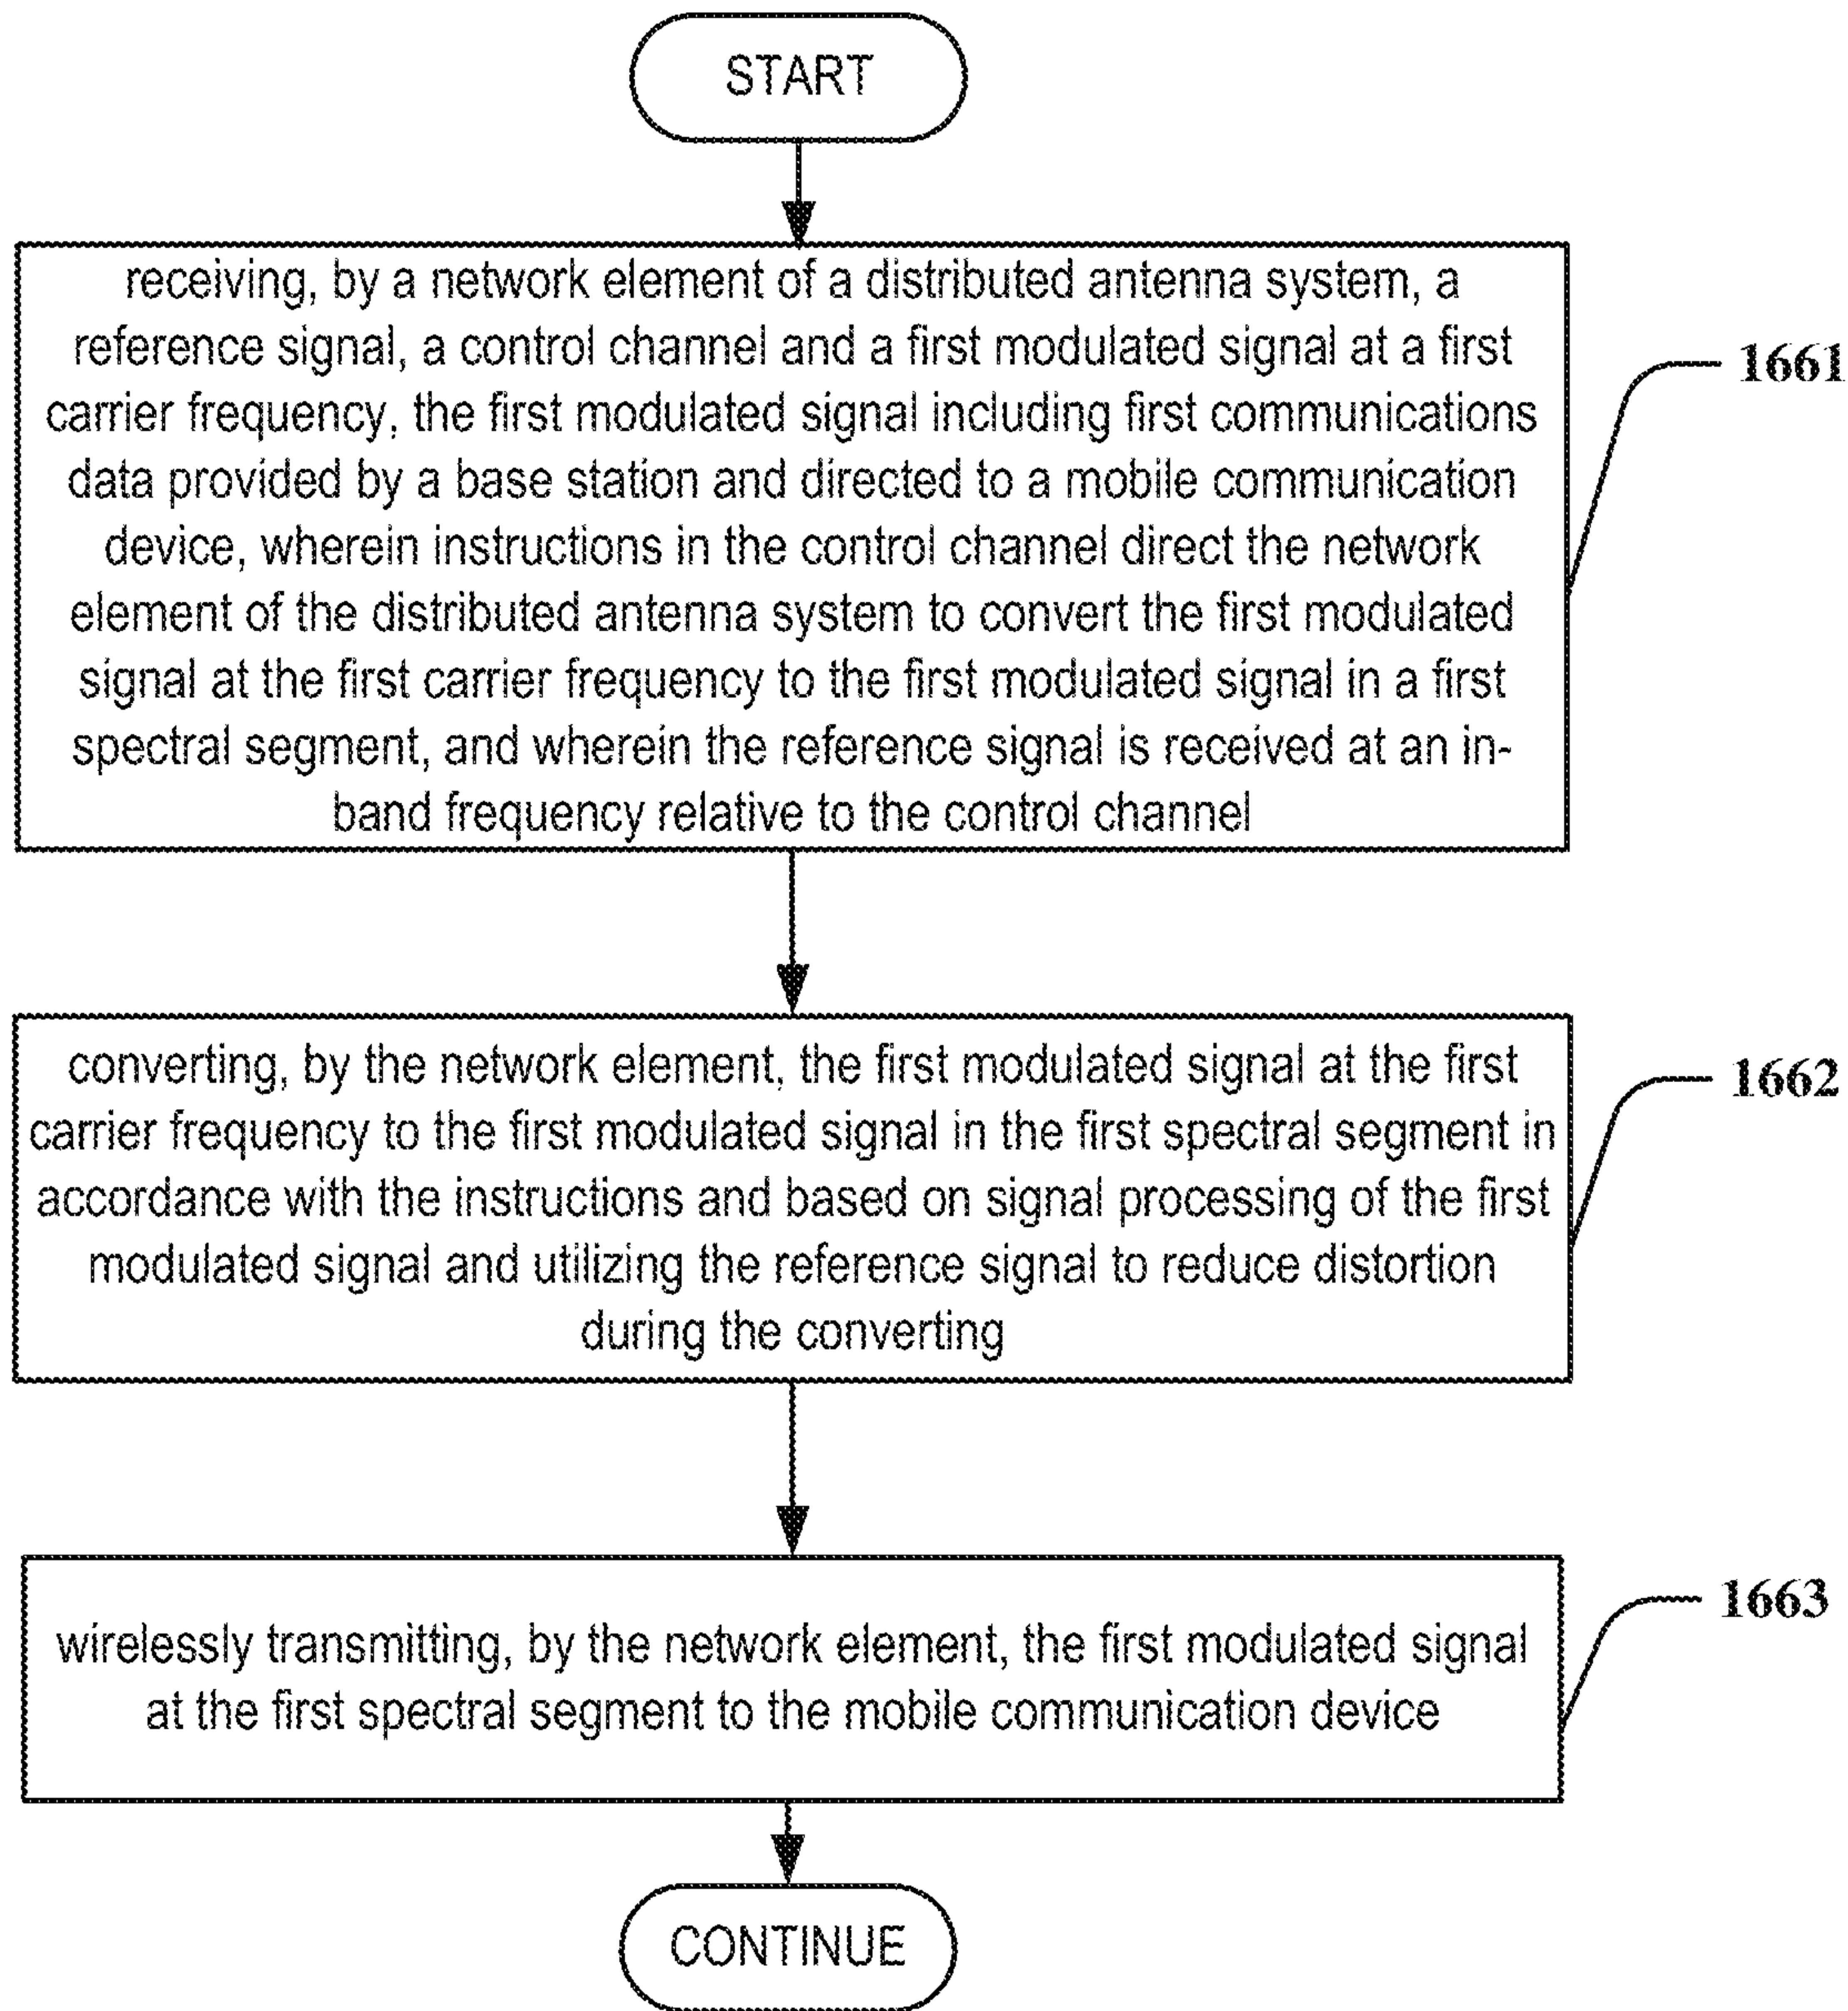 START
receiving, by a network element of a distributed antenna system, a
reference signal, a control channel and a first modulated signal at a first
carrier frequency, the first modulated signal including first communications
data provided by a base station and directed to a mobile communication
device, wherein instructions in the control channel direct the network
element of the distributed antenna system to convert the first modulated
signal at the first carrier frequency to the first modulated signal in a first
spectral segment, and wherein the reference signal is received at an in-
band frequency relative to the control channel
1661
converting, by the network element, the first modulated signal at the first
carrier frequency to the first modulated signal in the first spectral segment in
accordance with the instructions and based on signal processing of the first
modulated signal and utilizing the reference signal to reduce distortion
during the converting
1662
wirelessly transmitting, by the network element, the first modulated signal
at the first spectral segment to the mobile communication device
1663
CONTINUE